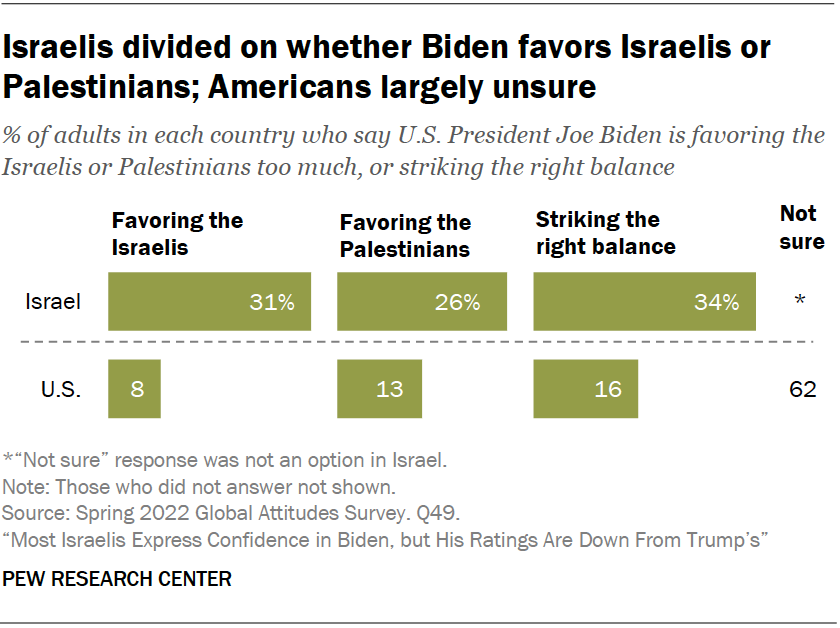 Israelis divided on whether Biden favors Israelis or
Palestinians; Americans largely unsure
% of adults in each country who say U.S. President Joe Biden is favoring the
Israelis or Palestinians too much, or striking the right balance
Favoring the
Israelis
Favoring the
Palestinians
Striking the
right balance
Not
sure
Israel 31% 26% 34% *
U.S. 8 13 16 62
*“Not sure” response was not an option in Israel.
Note: Those who did not answer not shown.
Source: Spring 2022 Global Attitudes Survey. Q49.
“Most Israelis Express Confidence in Biden, but His Ratings Are Down From Trump’s”
PEW RESEARCH CENTER